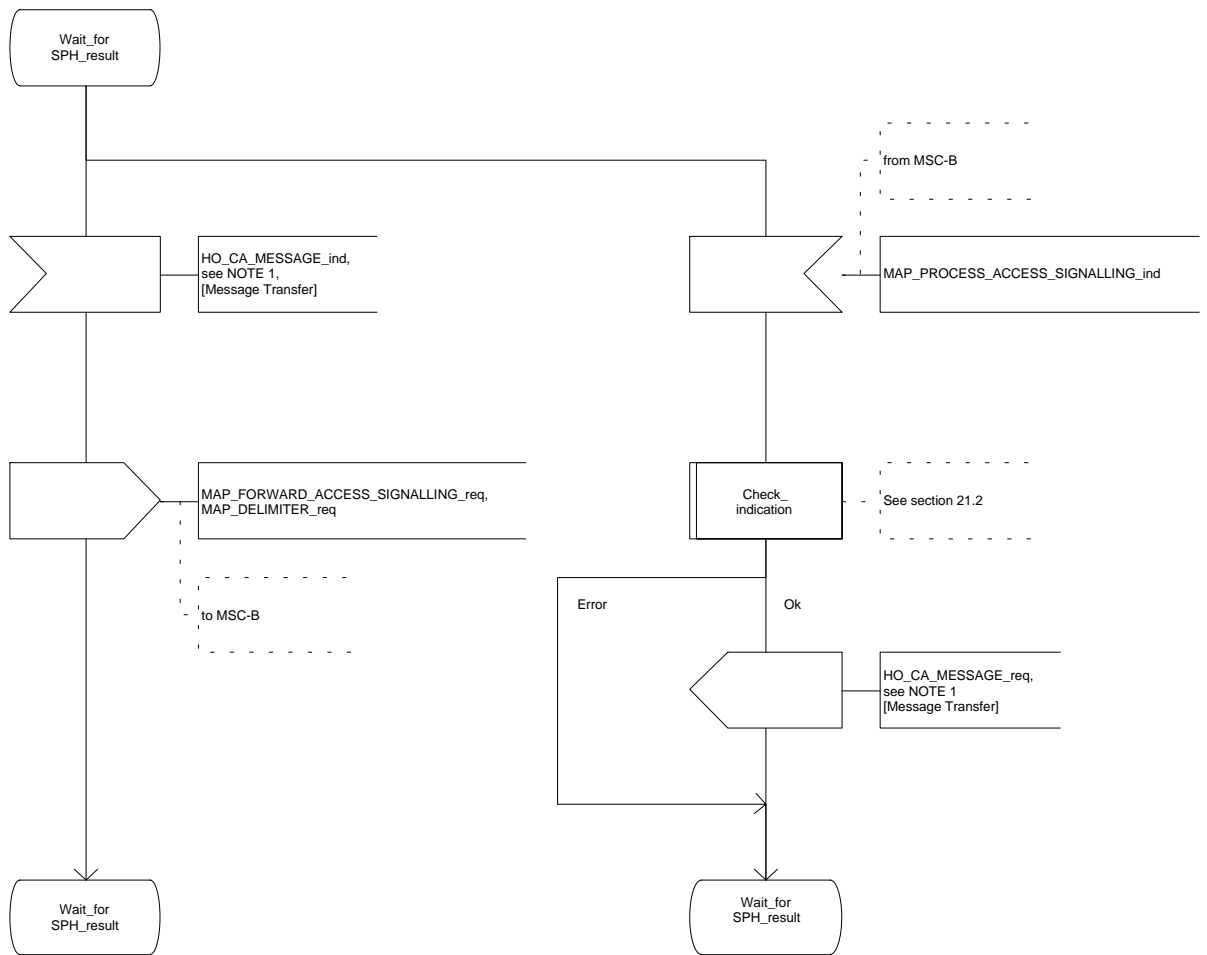 Wait_for
SPH_result
from MSC-B
HO_CA_MESSAGE_ind,
see NOTE 1,
[Message Transfer]
MAP_PROCESS_ACCESS_SIGNALLING_ind
MAP_FORWARD_ACCESS_SIGNALLING_req,
MAP_DELIMITER_req
Check_
indication
See section 21.2
to MSC-B
Error
Ok
HO_CA_MESSAGE_req,
see NOTE 1
[Message Transfer]
Wait_for
SPH_result
Wait_for
SPH_result